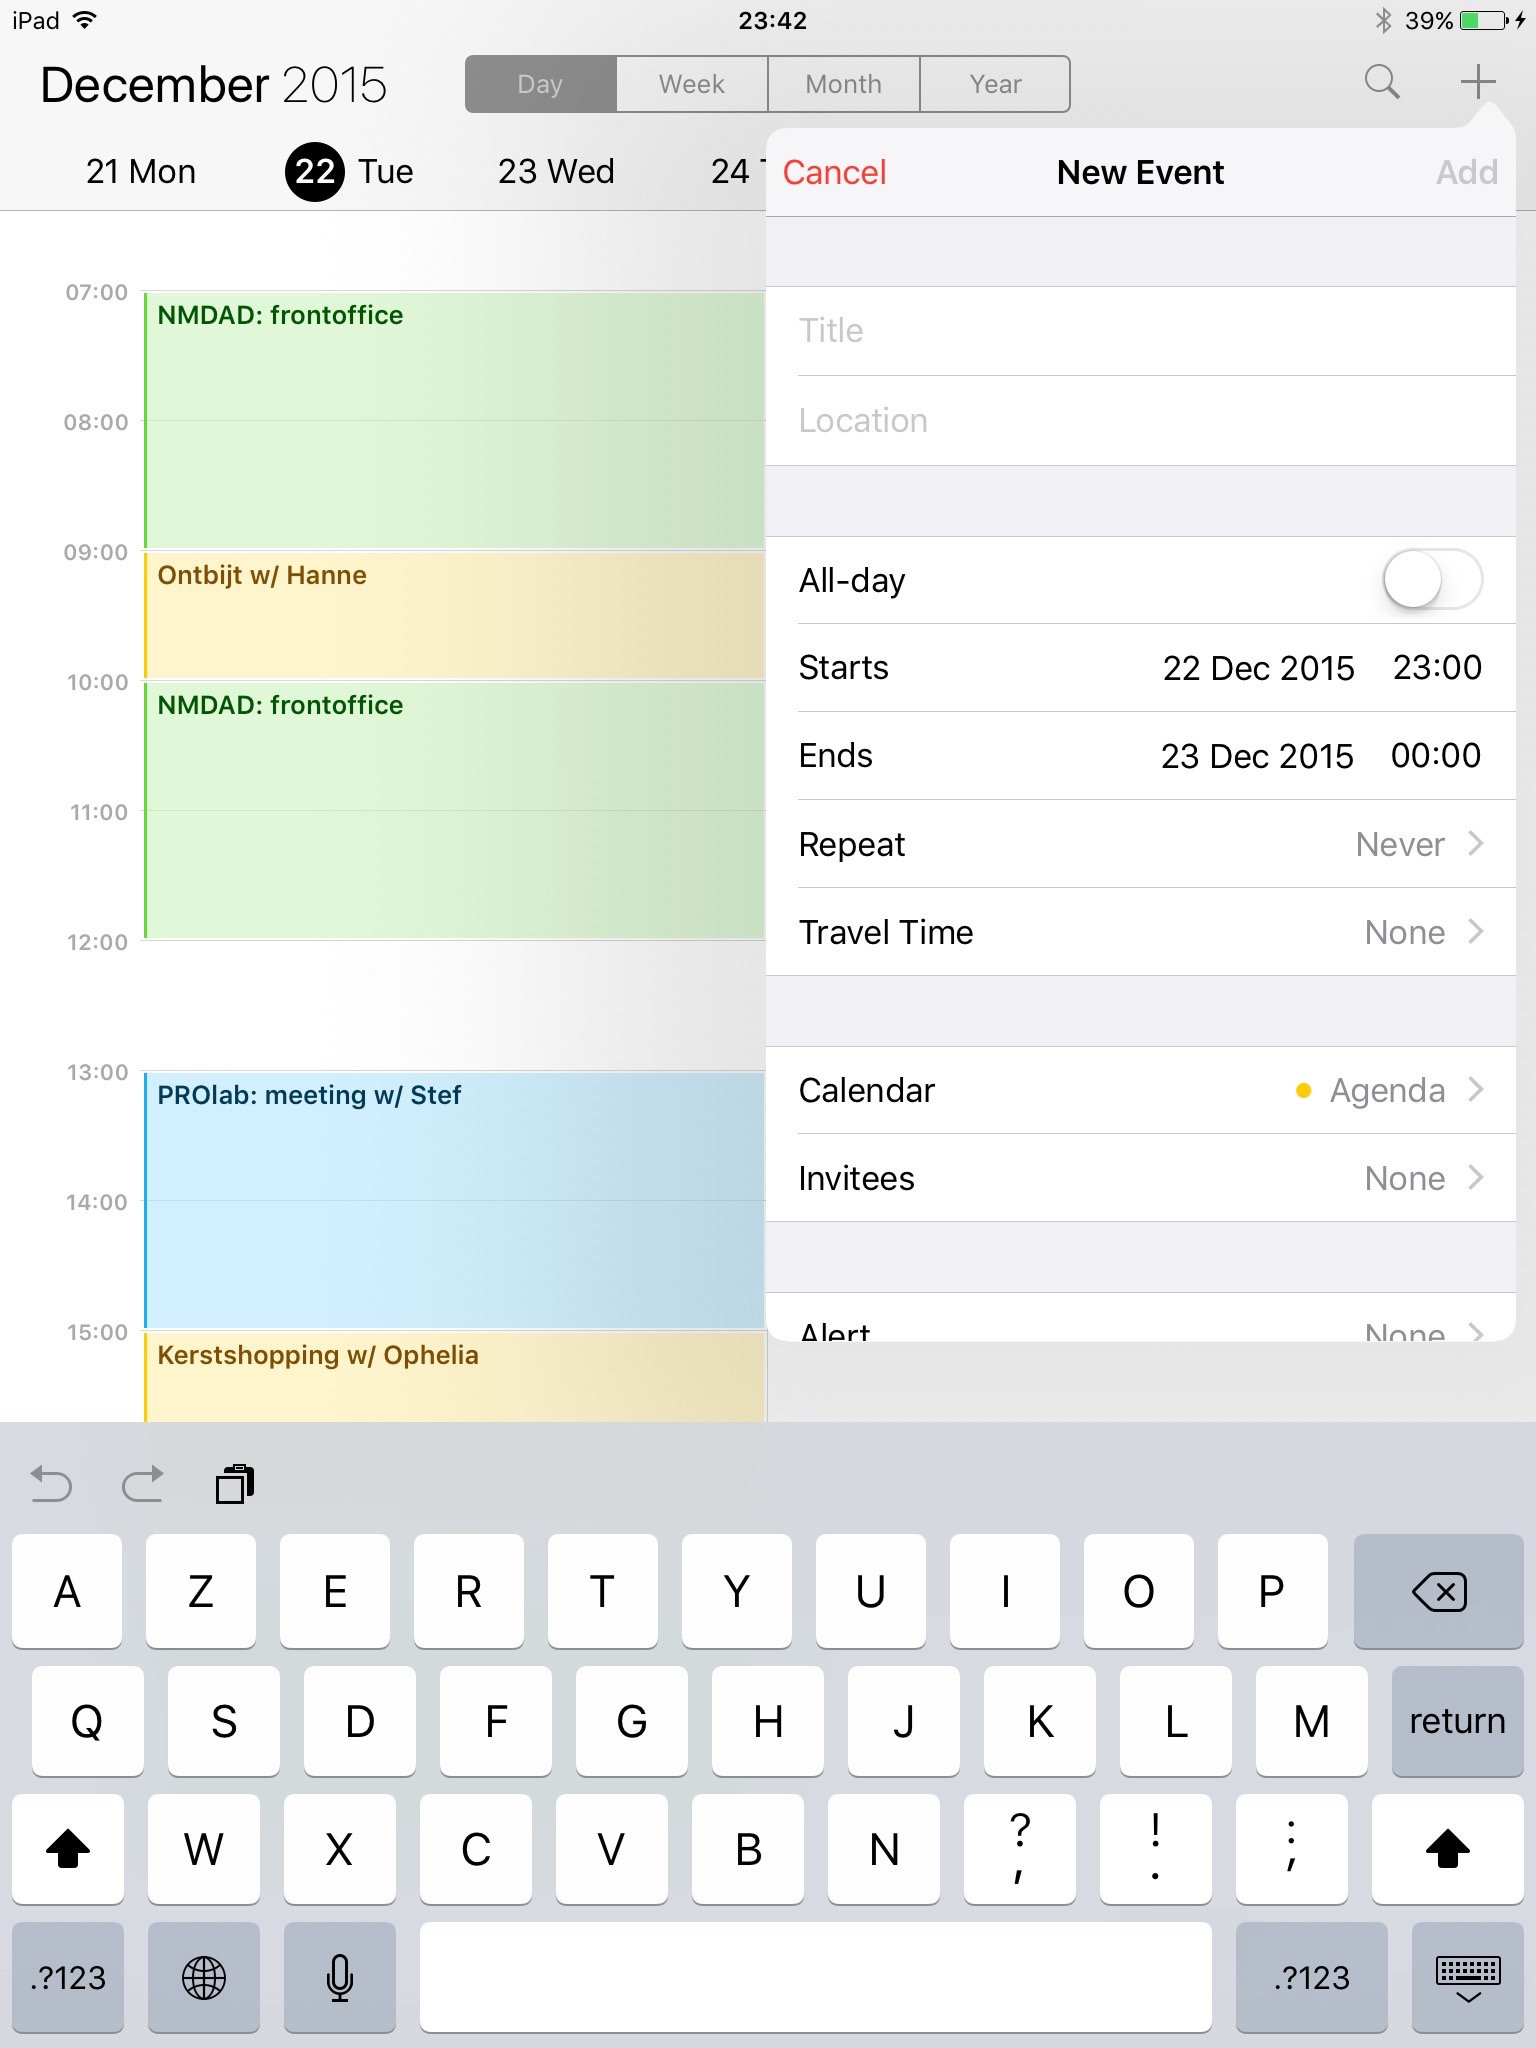 iPad 23:42 39%
December 2015 Day Week Month Year
21 Mon 22 Tue 23 Wed 24
07:00 NMDAD: frontoffice
08:00
09:00 Ontbijt w/ Hanne
10:00 NMDAD: frontoffice
11:00
12:00
13:00 PROlab: meeting w/ Stef
14:00
15:00 Kerstshopping w/ Ophelia
Cancel New Event Add
Title
Location
All-day
Starts 22 Dec 2015 23:00
Ends 23 Dec 2015 00:00
Repeat Never
Travel Time None
Calendar Agenda
Invitees None
Alert None
A Z E R T Y U I O P
Q S D F G H J K L M return
W X C V B N ? , ! . : ;
.?123 .?123